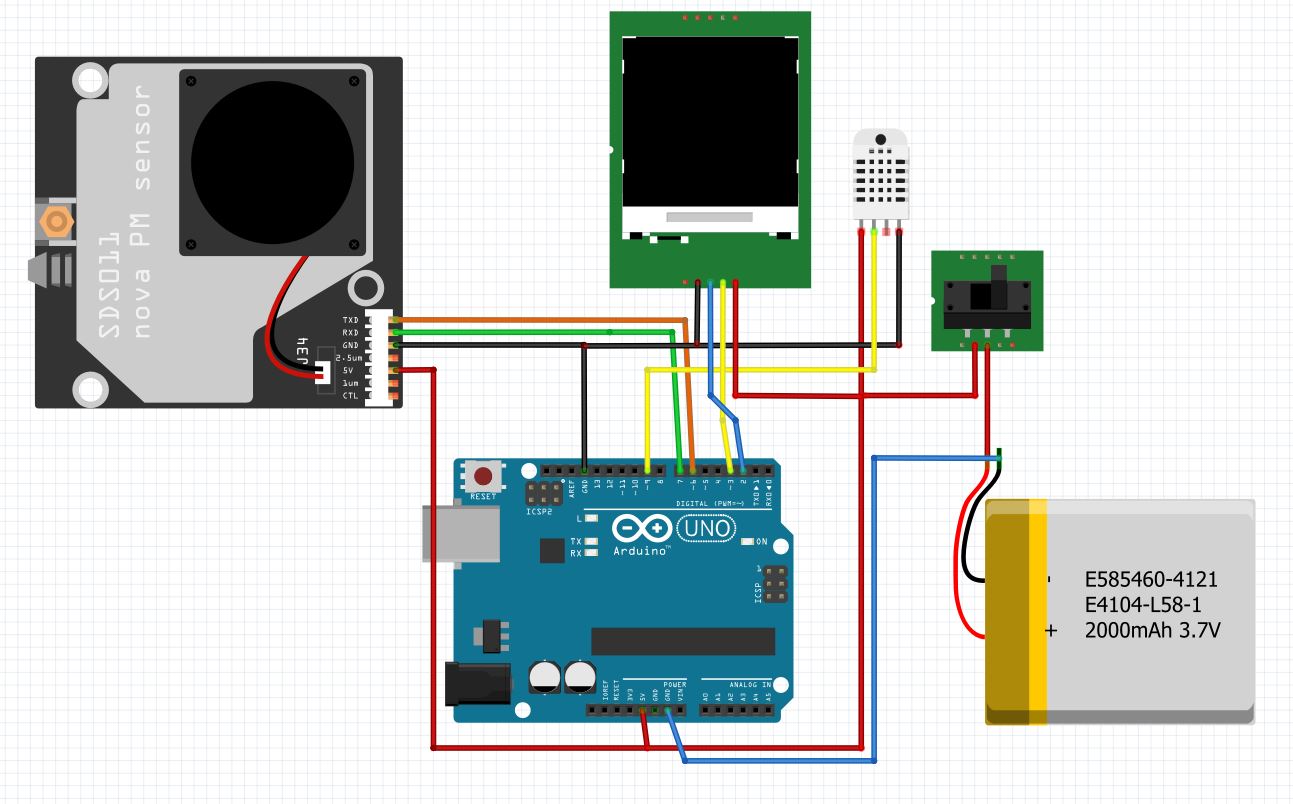 SDS011
nova PM sensor
TXD
RXD
GND
2.5um
5V
1um
CTL
RESET
ICSP2
AREF
GND
13
12
~11
~10
~9
8
7
~6
~5
4
~3
2
TXD 1
RXD 0
DIGITAL (PWM=~)
L
TX
RX
UNO
Arduino™
ON
1
ICSP
POWER
ANALOG IN
IOREF
RESET
3V3
5V
GND
GND
VIN
A0
A1
A2
A3
A4
A5
- E585460-4121
E4104-L58-1
+ 2000mAh 3.7V